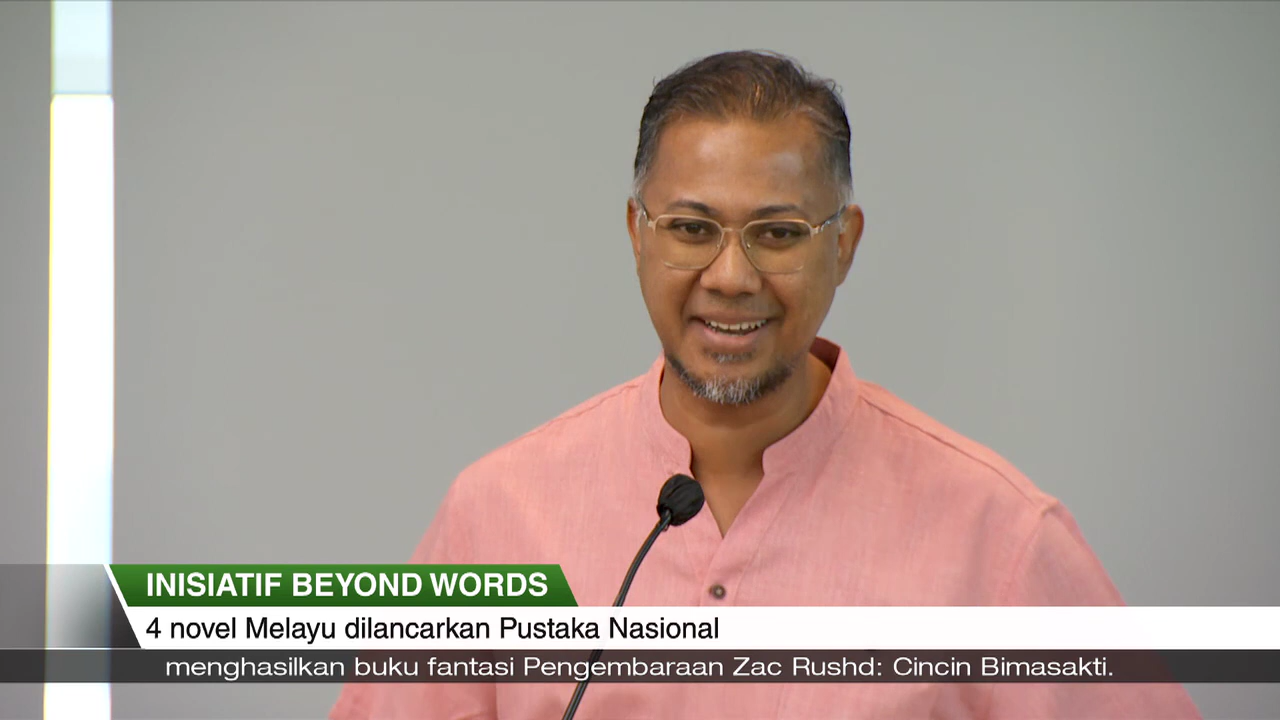 INISIATIF BEYOND WORDS
4 novel Melayu dilancarkan Pustaka Nasional
menghasilkan buku fantasi Pengembaraan Zac Rushd: Cincin Bimasakti.